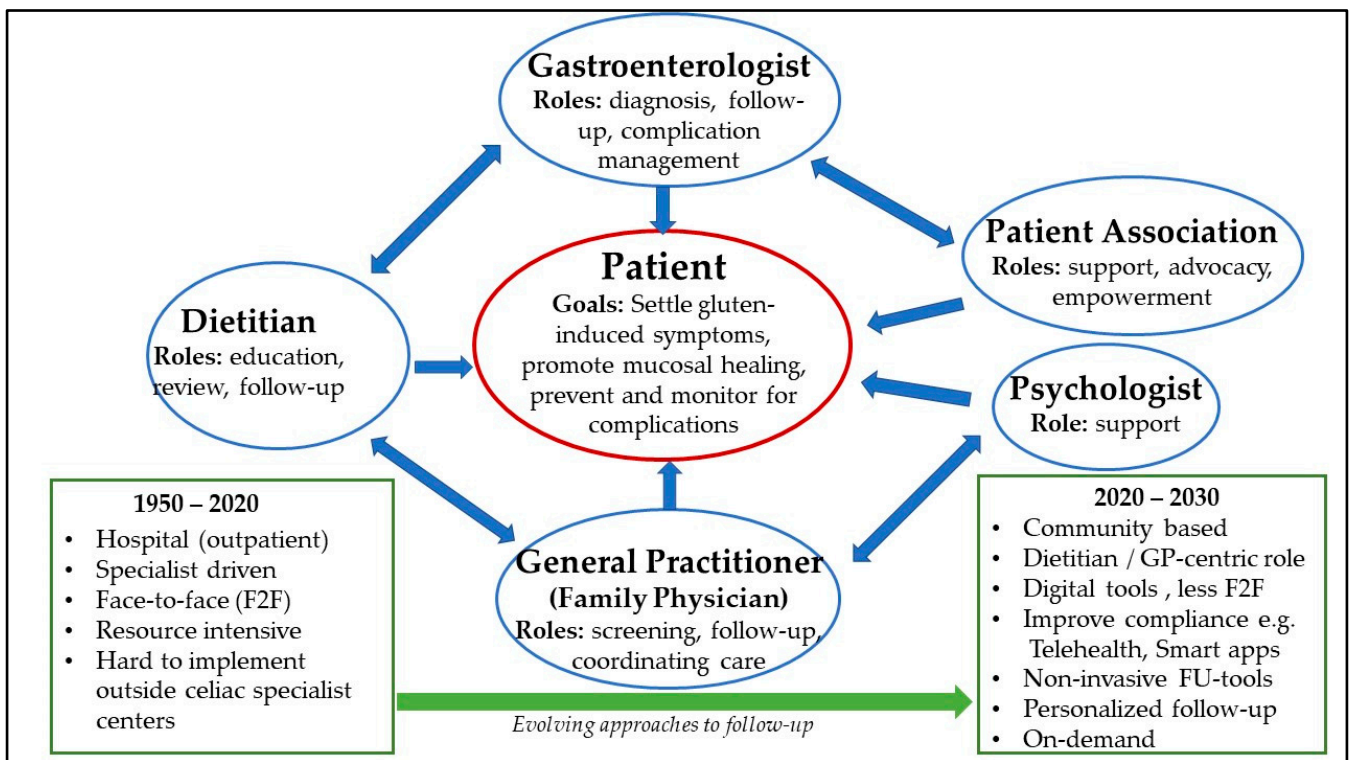 Gastroenterologist
Roles: diagnosis, follow-
up, complication
management
Patient Association
Roles: support, advocacy,
empowerment
Patient
Goals: Settle gluten-
induced symptoms,
promote mucosal healing,
prevent and monitor for
complications
Dietitian
Roles: education,
review, follow-up
Psychologist
Role: support
General Practitioner
(Family Physician)
Roles: screening, follow-up,
coordinating care
1950 – 2020
• Hospital (outpatient)
• Specialist driven
• Face-to-face (F2F)
• Resource intensive
• Hard to implement
outside celiac specialist
centers
Evolving approaches to follow-up
2020 – 2030
• Community based
• Dietitian / GP-centric role
• Digital tools , less F2F
• Improve compliance e.g.
Telehealth, Smart apps
• Non-invasive FU-tools
• Personalized follow-up
• On-demand